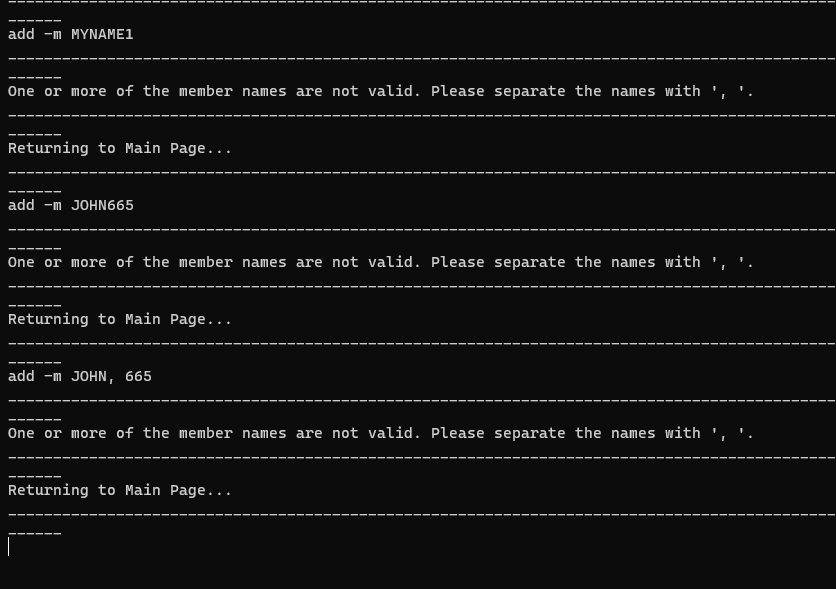 --------------------------------------------------------------------------------------------
------
add -m MYNAME1
--------------------------------------------------------------------------------------------
------
One or more of the member names are not valid. Please separate the names with ', '.
--------------------------------------------------------------------------------------------
------
Returning to Main Page...
--------------------------------------------------------------------------------------------
------
add -m JOHN665
--------------------------------------------------------------------------------------------
------
One or more of the member names are not valid. Please separate the names with ', '.
--------------------------------------------------------------------------------------------
------
Returning to Main Page...
--------------------------------------------------------------------------------------------
------
add -m JOHN, 665
--------------------------------------------------------------------------------------------
------
One or more of the member names are not valid. Please separate the names with ', '.
--------------------------------------------------------------------------------------------
------
Returning to Main Page...
--------------------------------------------------------------------------------------------
------